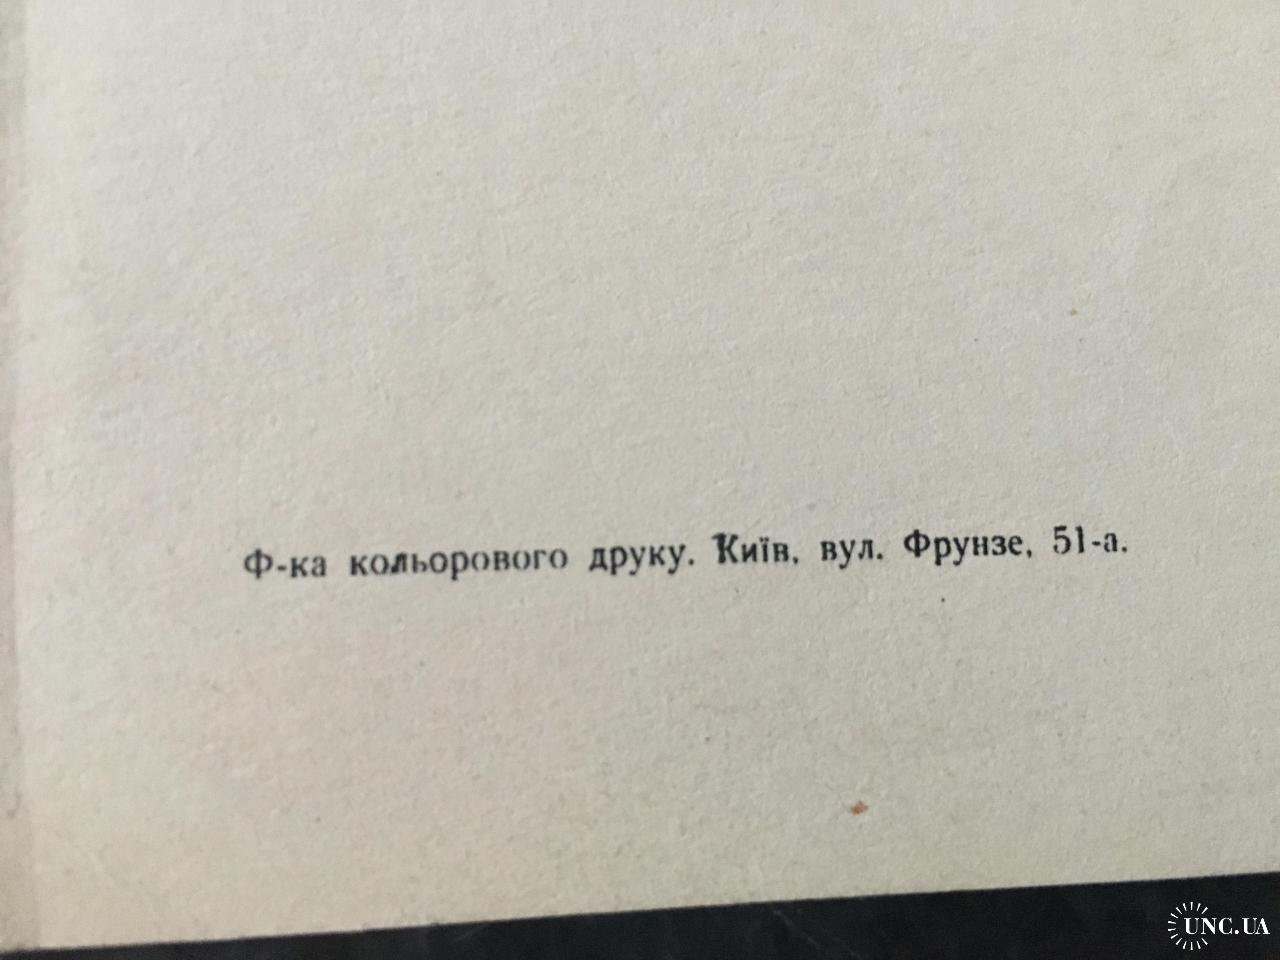 Ф-ка кольорового друку. Київ, вул. Фрунзе, 51-а.
UNC.UA